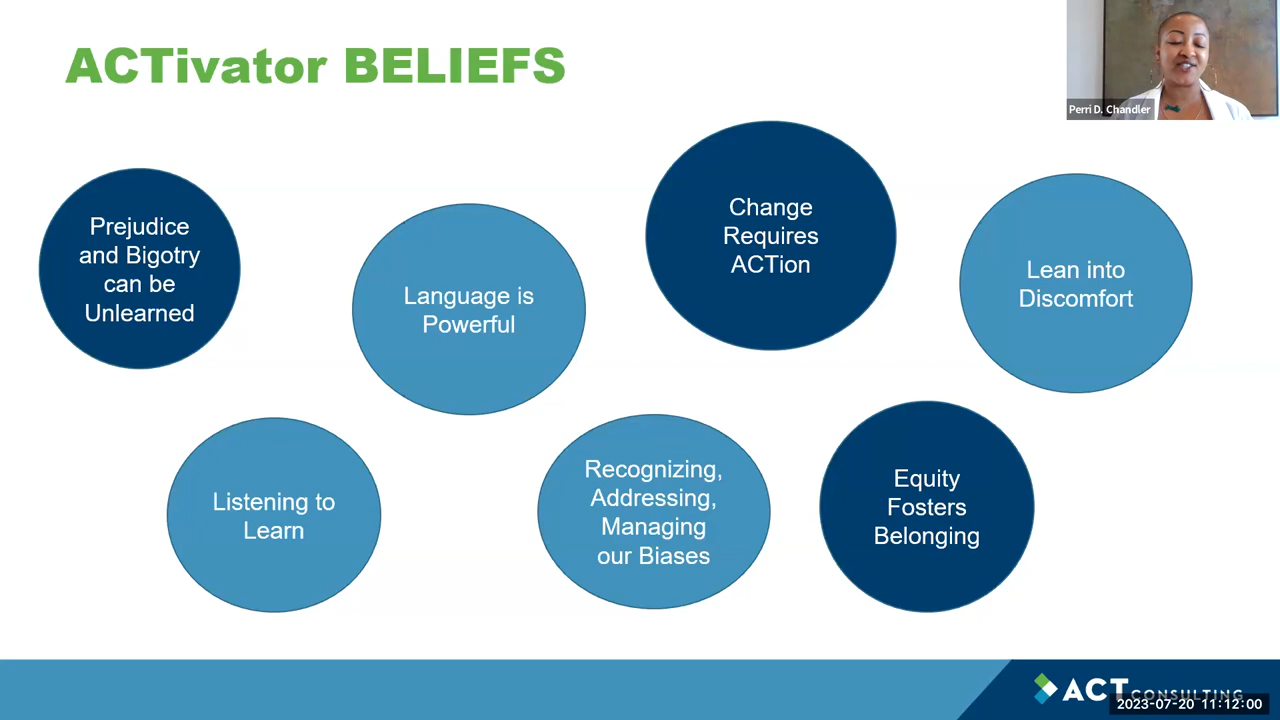 ACTivator BELIEFS
Perri D. Chandler
Prejudice
and Bigotry
can be
Unlearned
Language is
Powerful
Change
Requires
ACTion
Lean into
Discomfort
Listening to
Learn
Recognizing,
Addressing,
Managing
our Biases
Equity
Fosters
Belonging
ACT CONSULTING
2023-07-20 11:12:00